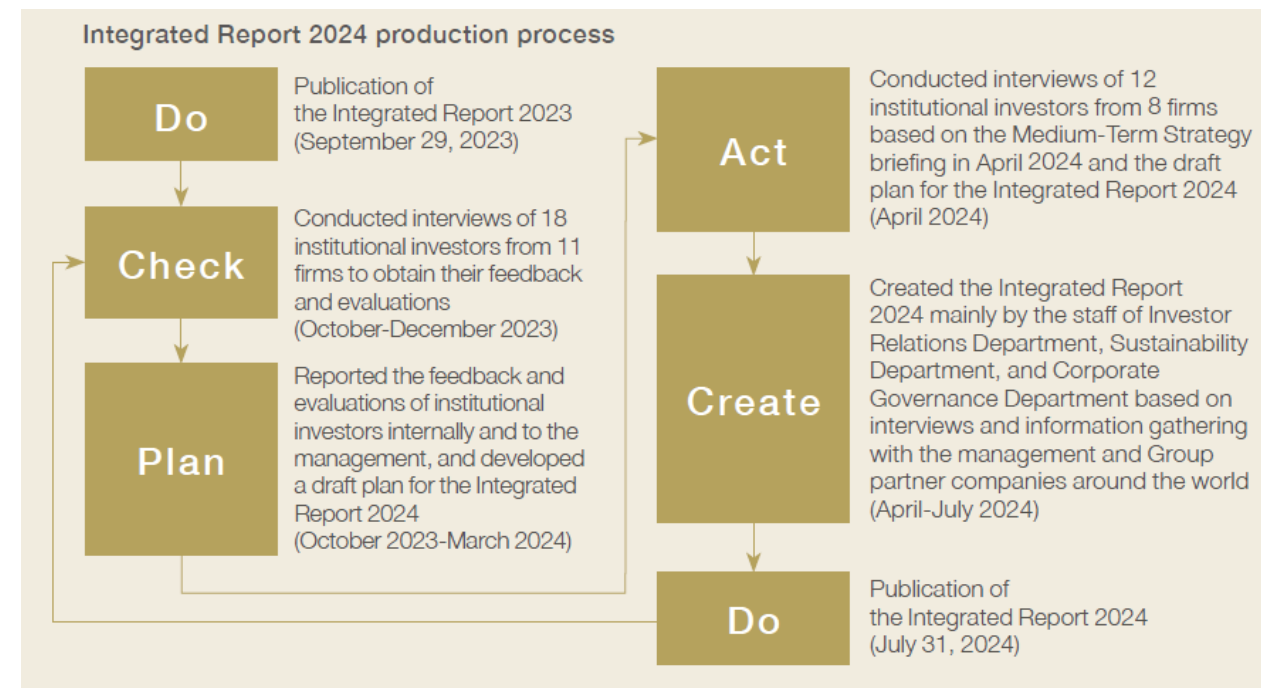 Integrated Report 2024 production process
Do
Publication of
the Integrated Report 2023
(September 29, 2023)
Check
Conducted interviews of 18
institutional investors from 11
firms to obtain their feedback
and evaluations
(October-December 2023)
Plan
Reported the feedback and
evaluations of institutional
investors internally and to the
management, and developed
a draft plan for the Integrated
Report 2024
(October 2023-March 2024)
Act
Conducted interviews of 12
institutional investors from 8 firms
based on the Medium-Term Strategy
briefing in April 2024 and the draft
plan for the Integrated Report 2024
(April 2024)
Create
Created the Integrated Report
2024 mainly by the staff of Investor
Relations Department, Sustainability
Department, and Corporate
Governance Department based on
interviews and information gathering
with the management and Group
partner companies around the world
(April-July 2024)
Do
Publication of
the Integrated Report 2024
(July 31, 2024)